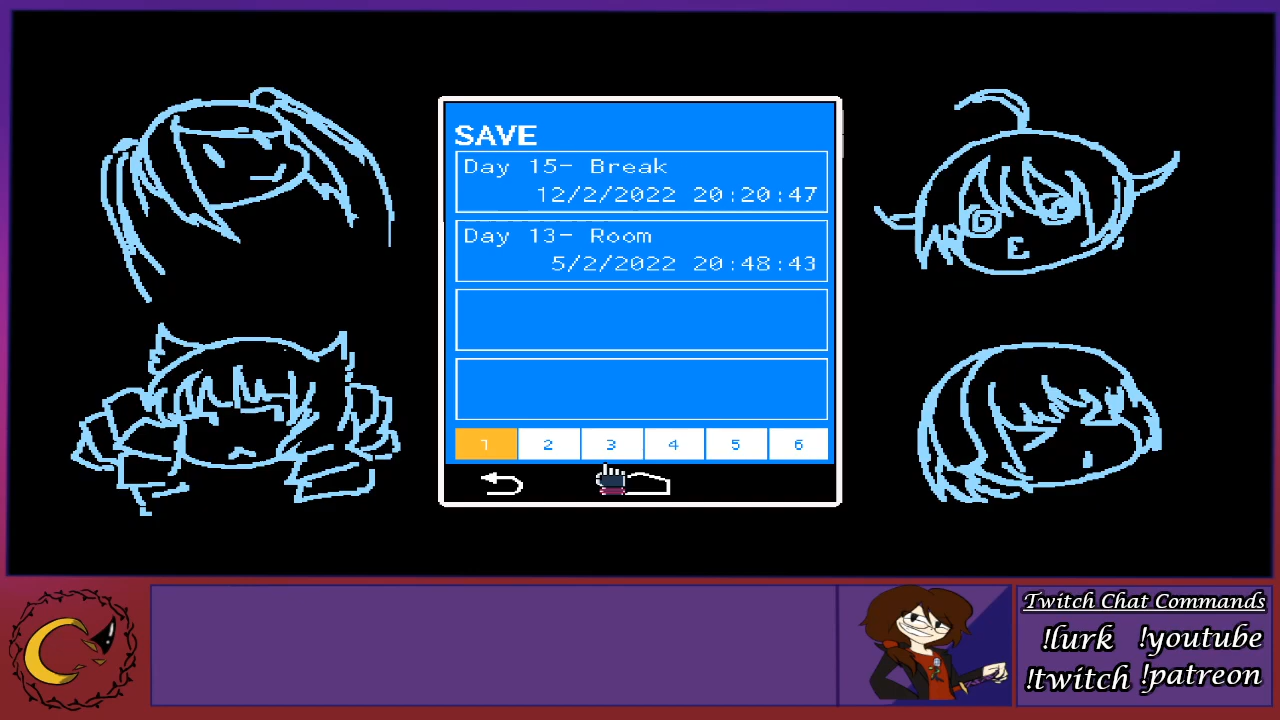 SAVE
Day 15- Break
12/2/2022 20:20:47
Day 13- Room
5/2/2022 20:48:43
1 2 3 4 5 6
Twitch Chat Commands
!lurk !youtube
!twitch !patreon